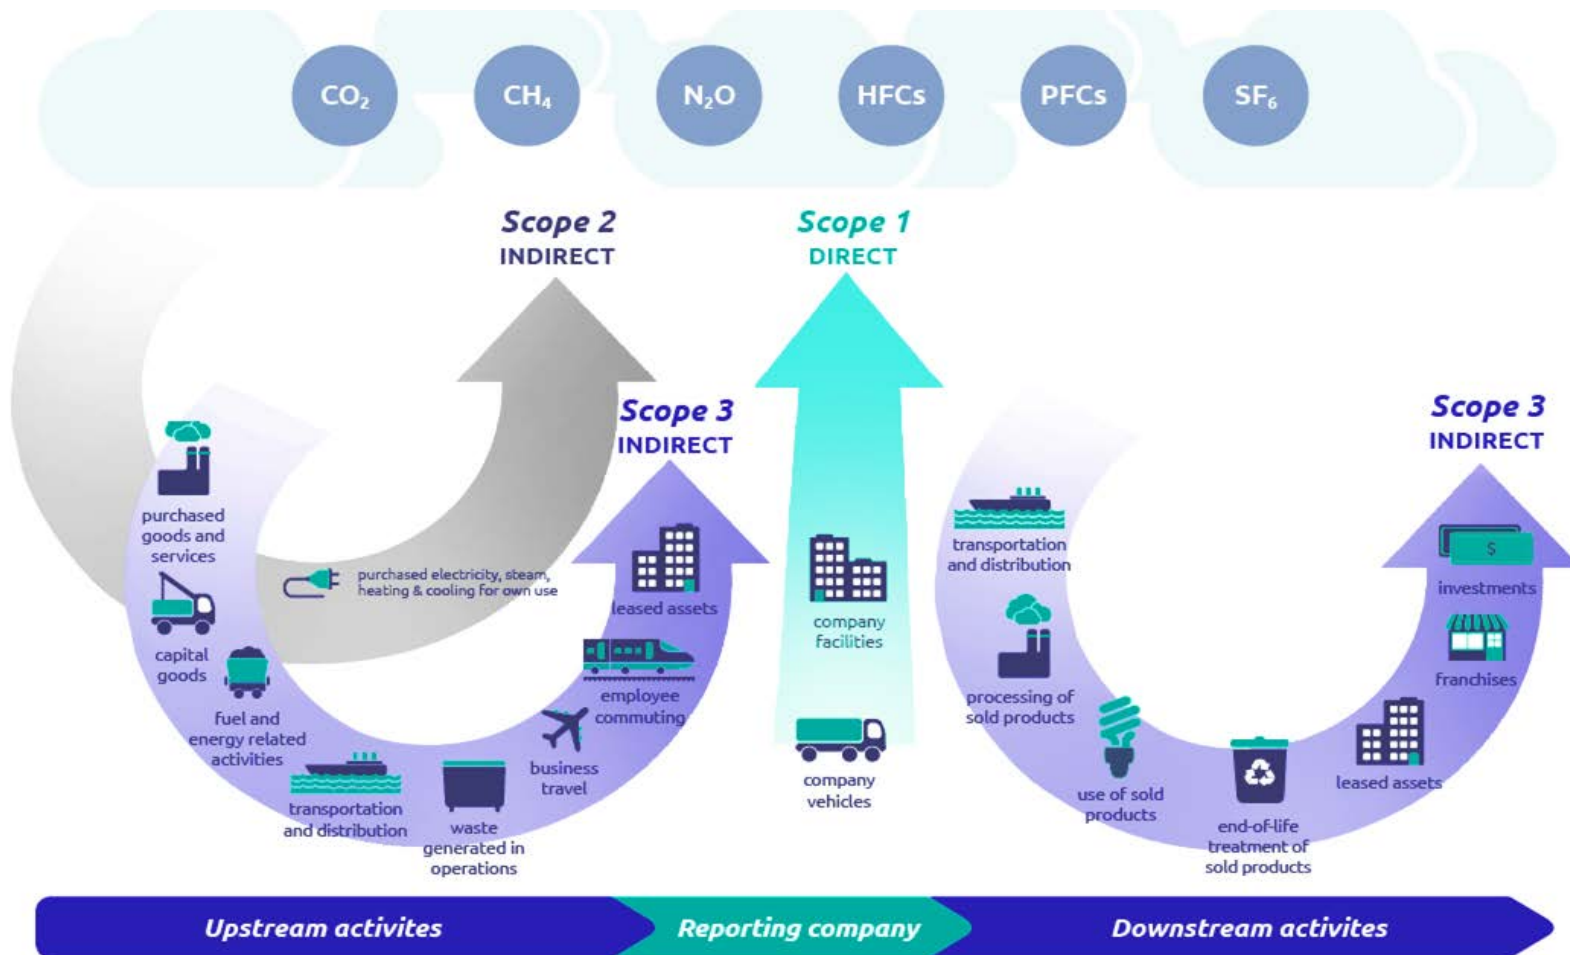 CO₂
CH₄
N₂O
HFCs
PFCs
SF₆
Scope 2
INDIRECT
Scope 1
DIRECT
Scope 3
INDIRECT
Scope 3
INDIRECT
purchased
goods and
services
capital
goods
fuel and
energy related
activities
transportation
and distribution
waste
generated in
operations
business
travel
employee
commuting
leased assets
purchased electricity, steam,
heating & cooling for own use
company
facilities
company
vehicles
transportation
and distribution
processing of
sold products
use of sold
products
end-of-life
treatment of
sold products
leased assets
franchises
$
investments
Upstream activites
Reporting company
Downstream activites